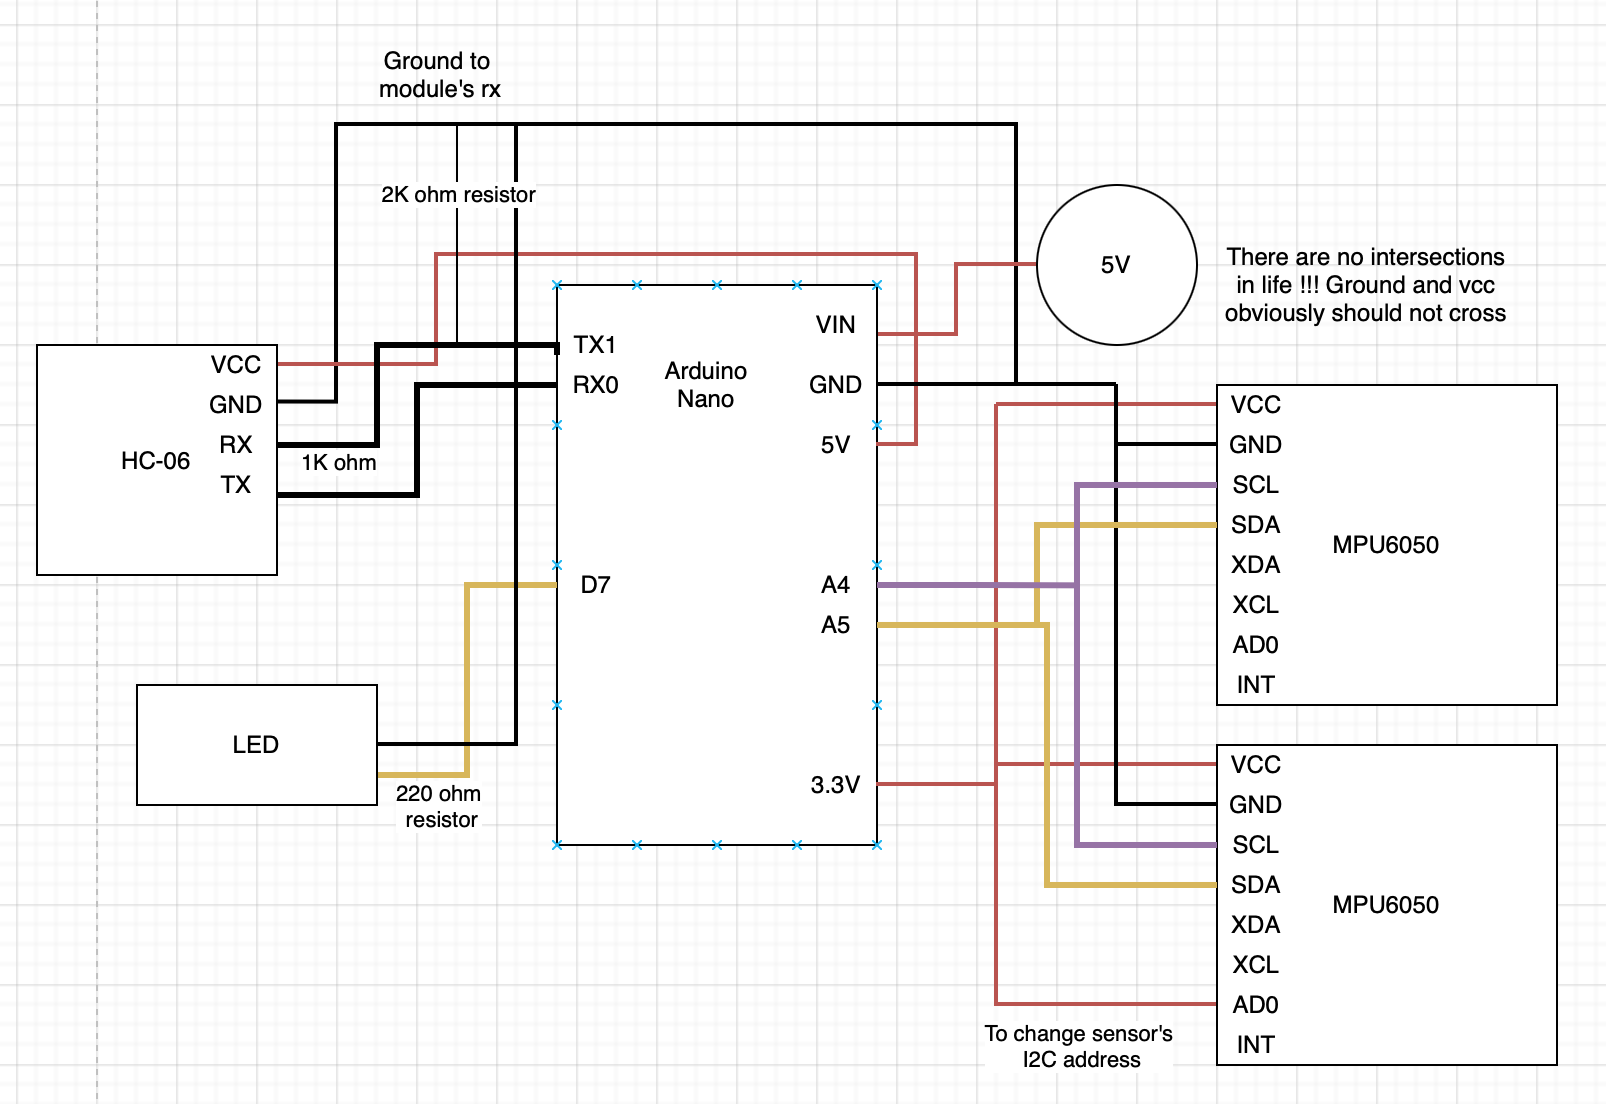 Ground to
module's rx
2K ohm resistor
5V
There are no intersections
in life !!! Ground and vcc
obviously should not cross
HC-06
VCC
GND
RX
TX
1K ohm
Arduino
Nano
TX1
RX0
D7
VIN
GND
5V
A4
A5
3.3V
LED
220 ohm
resistor
MPU6050
VCC
GND
SCL
SDA
XDA
XCL
AD0
INT
MPU6050
VCC
GND
SCL
SDA
XDA
XCL
AD0
INT
To change sensor's
I2C address